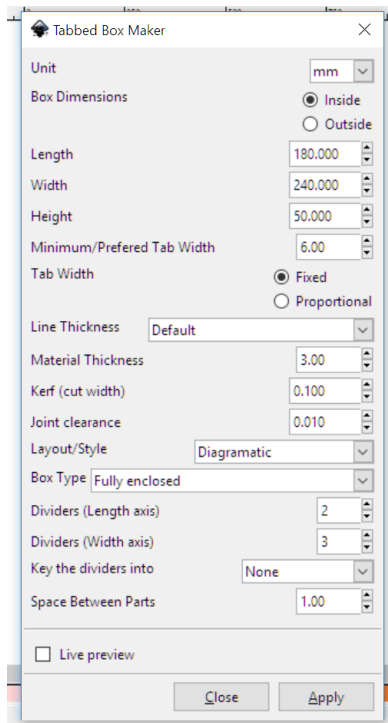 Tabbed Box Maker
Unit mm
Box Dimensions Inside
Outside
Length 180.000
Width 240.000
Height 50.000
Minimum/Prefered Tab Width 6.00
Tab Width Fixed
Proportional
Line Thickness Default
Material Thickness 3.00
Kerf (cut width) 0.100
Joint clearance 0.010
Layout/Style Diagramatic
Box Type Fully enclosed
Dividers (Length axis) 2
Dividers (Width axis) 3
Key the dividers into None
Space Between Parts 1.00
Live preview
Close Apply